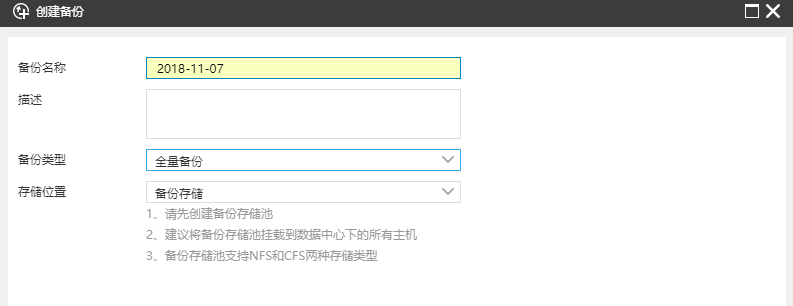 创建备份
备份名称 2018-11-07
描述
备份类型 全量备份
存储位置 备份存储
1、请先创建备份存储池
2、建议将备份存储池挂载到数据中心下的所有主机
3、备份存储池支持NFS和CFS两种存储类型